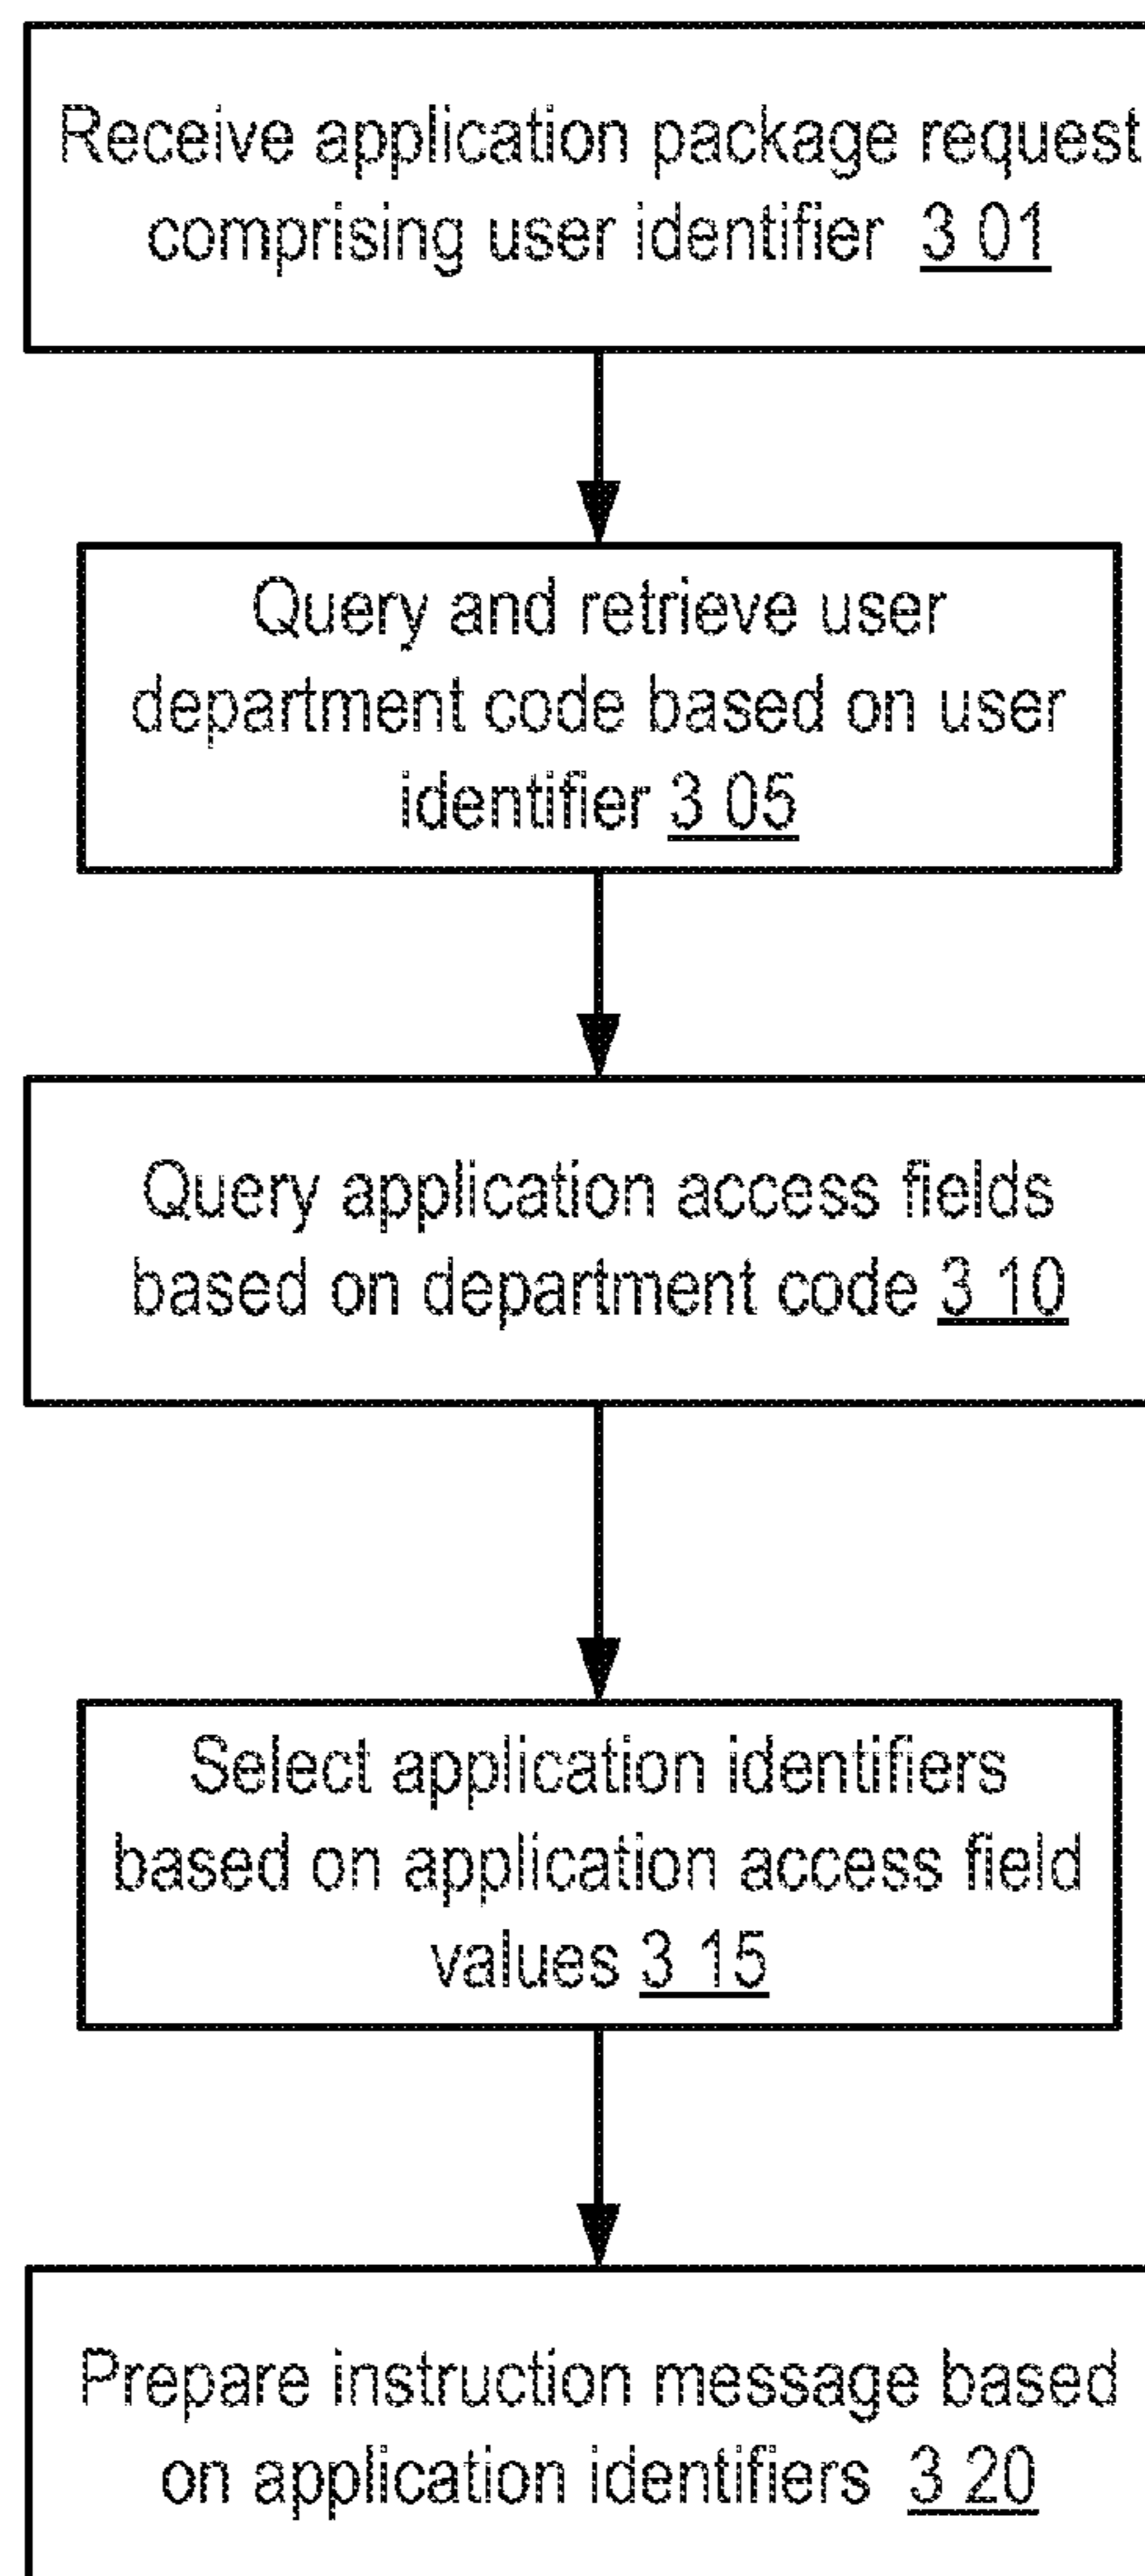 Receive application package request
comprising user identifier 3 01
Query and retrieve user
department code based on user
identifier 3 05
Query application access fields
based on department code 3 10
Select application identifiers
based on application access field
values 3 15
Prepare instruction message based
on application identifiers 3 20